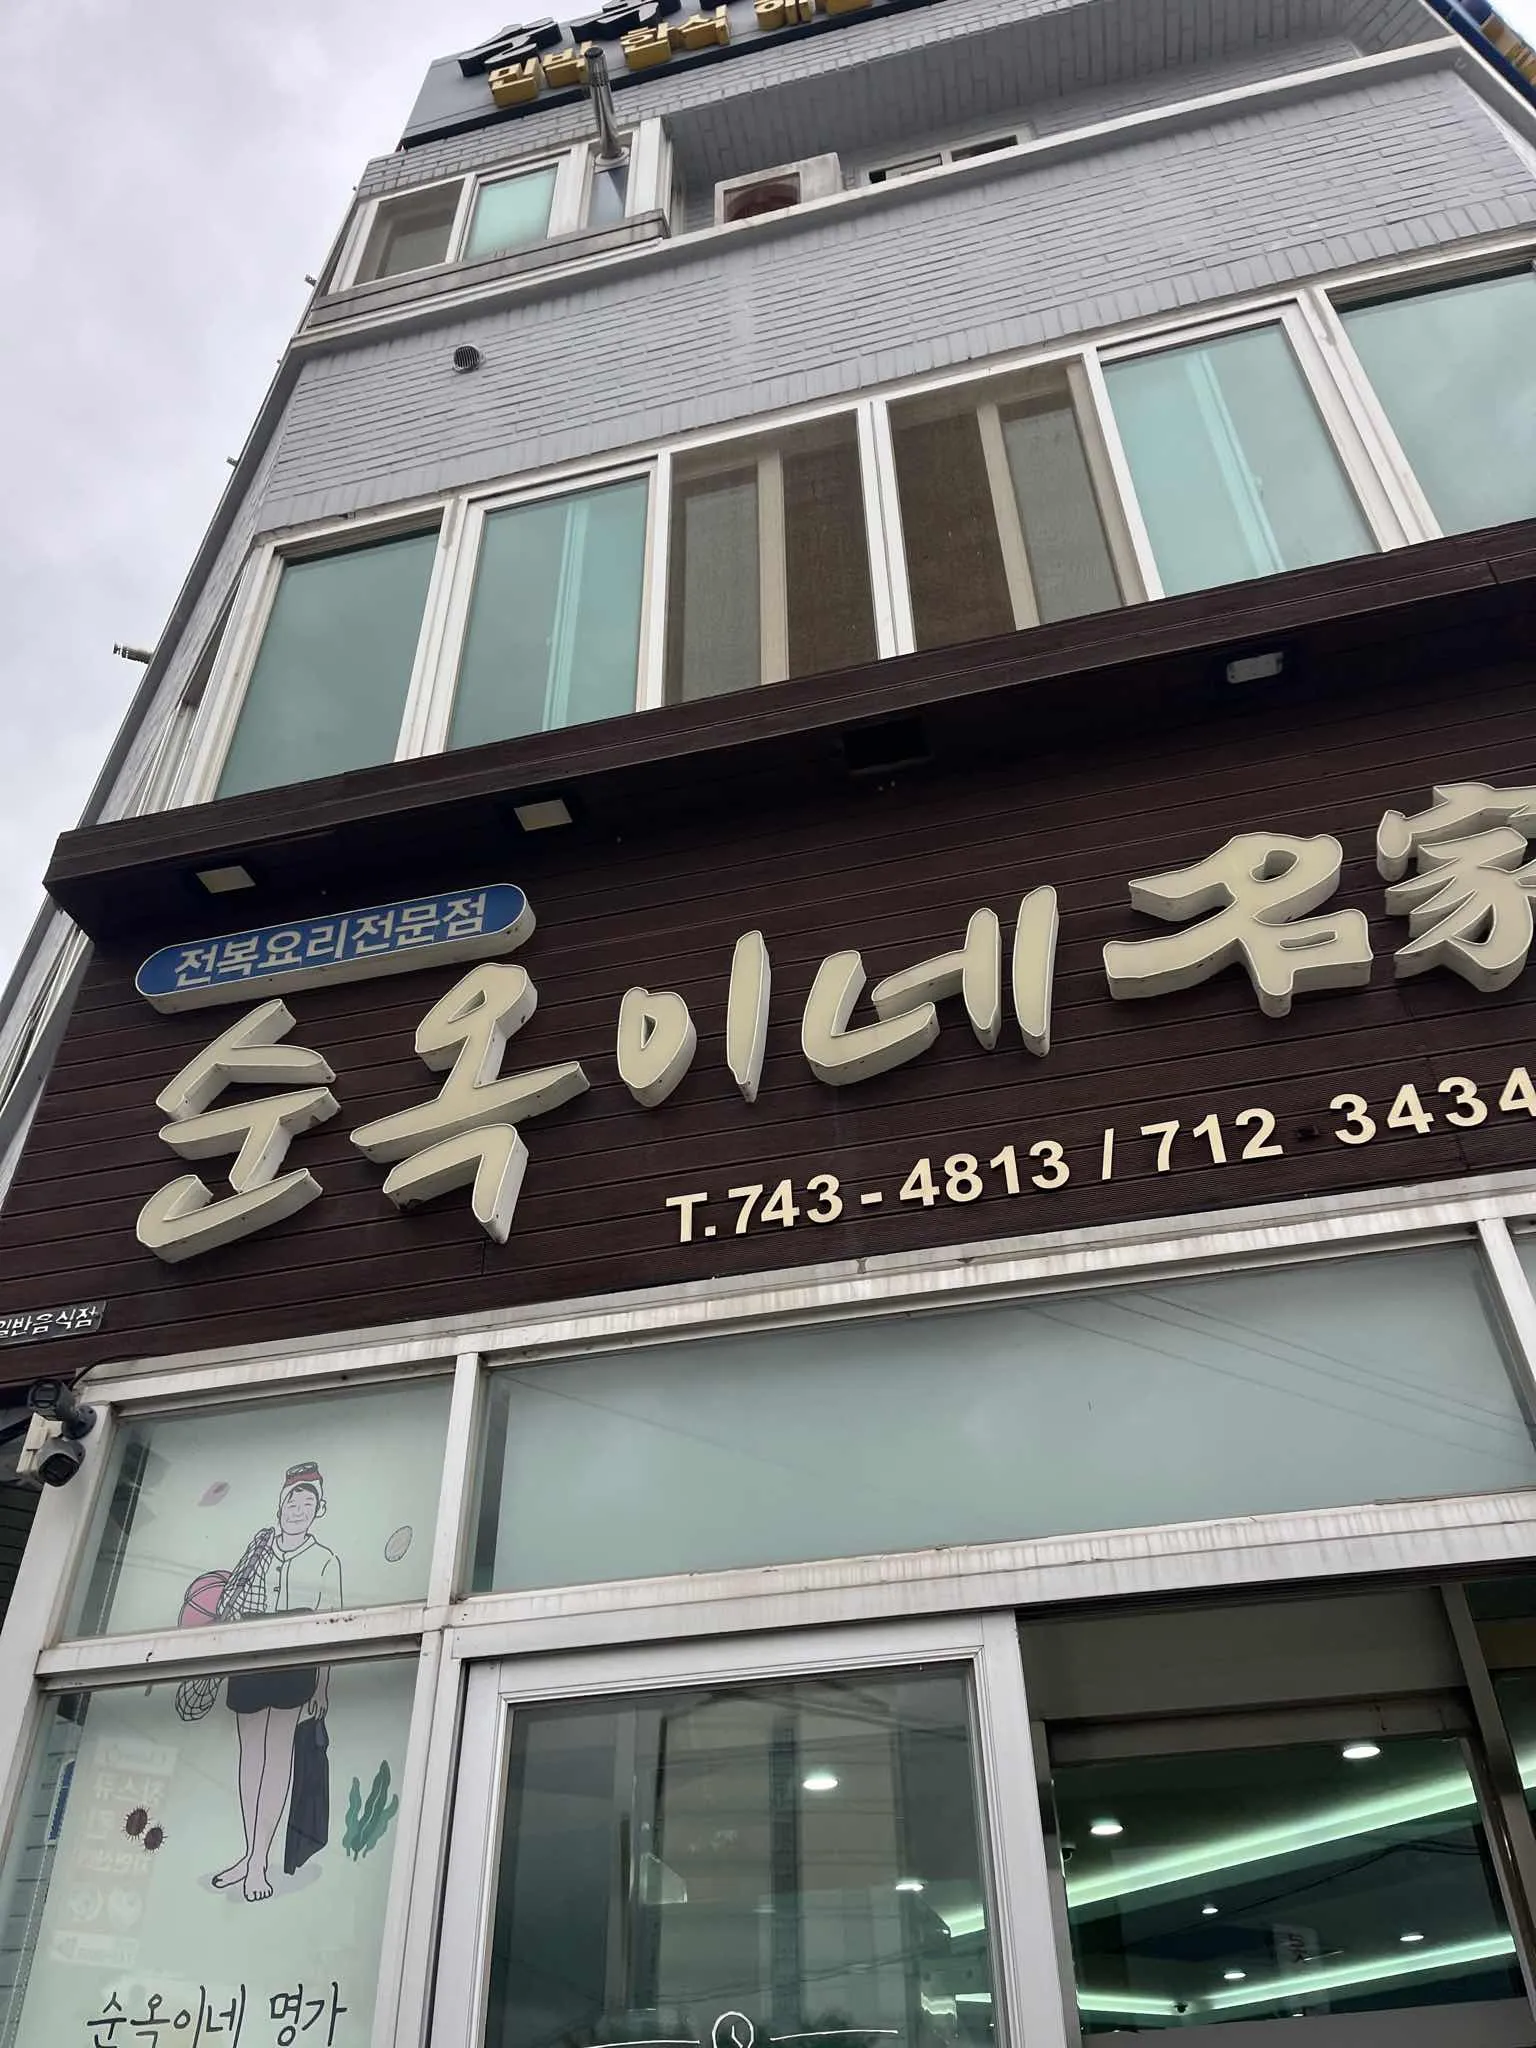 민박 한식 해
전복요리전문점
순옥이네名家
T.743-4813 / 712 3434
일반음식점
순옥이네 명가